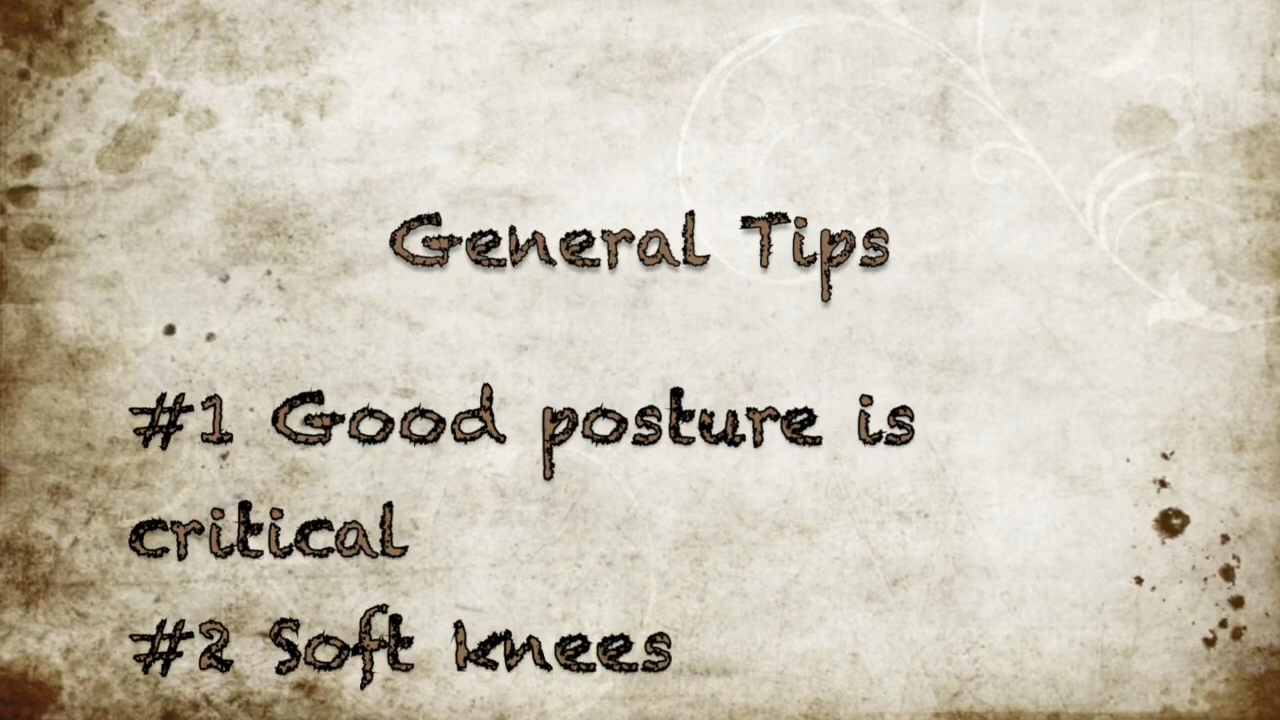 General Tips
#1 Good posture is
critical
#2 Soft knees